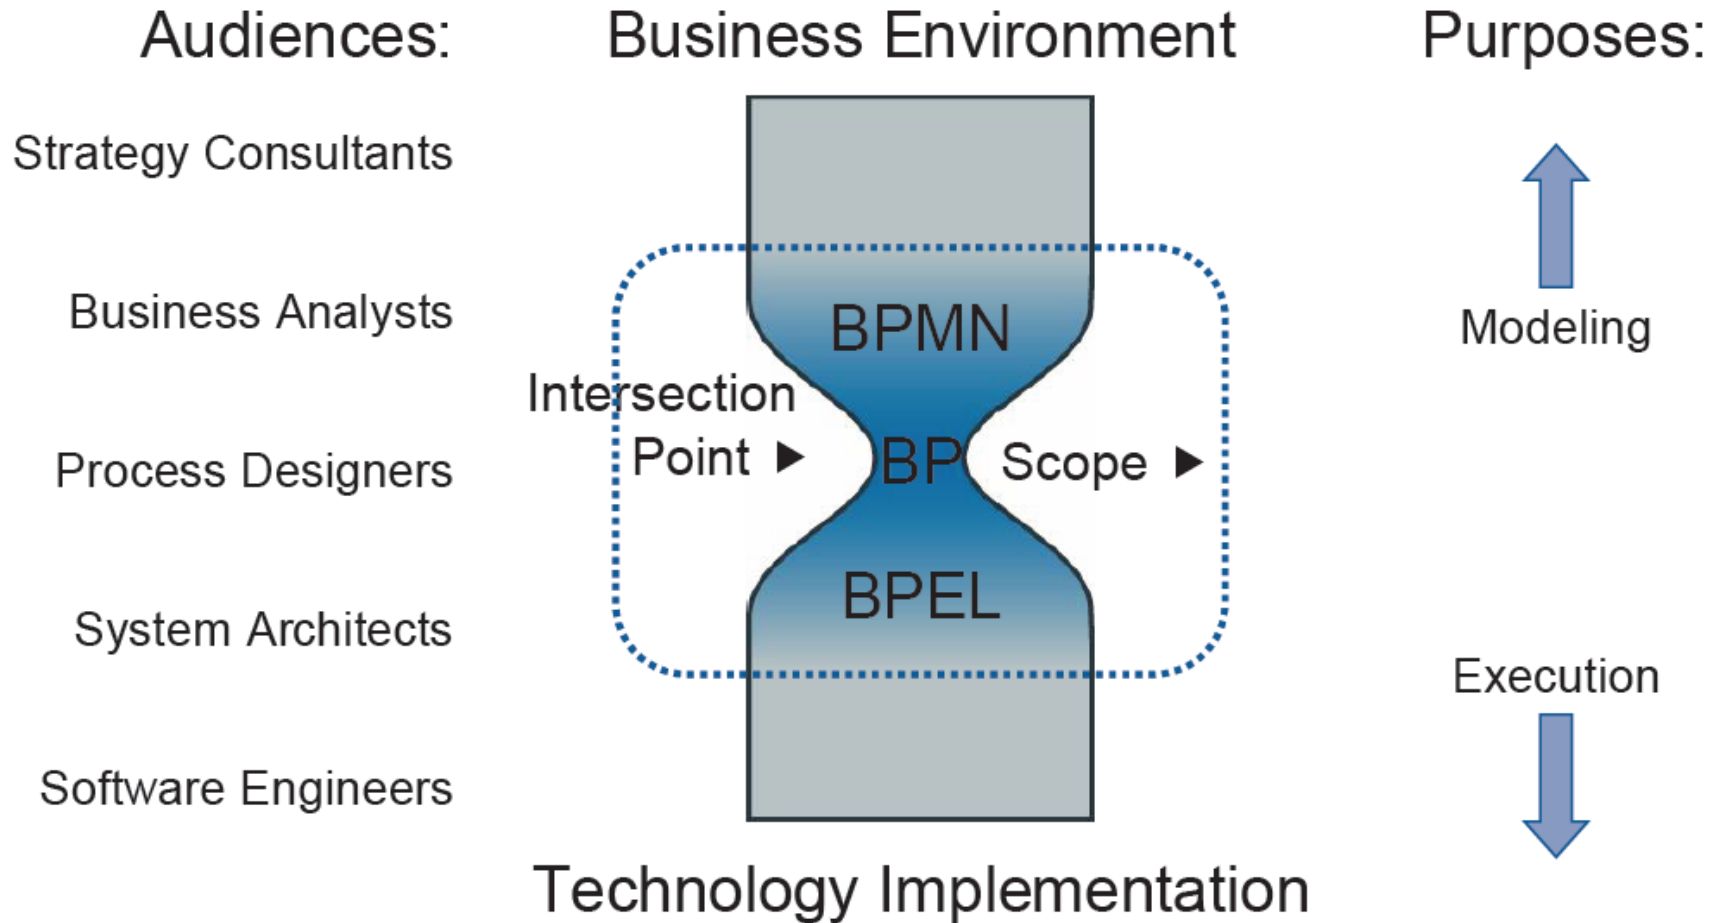 Audiences:
Business Environment
Purposes:
Strategy Consultants
Business Analysts
BPMN
Modeling
Intersection
Point
BP
Scope
Process Designers
BPEL
System Architects
Execution
Software Engineers
Technology Implementation